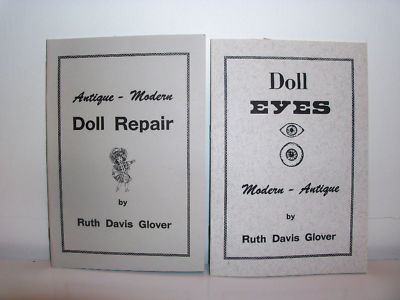 Antique - Modern
Doll Repair
by
Ruth Davis Glover
Doll
EYES
Modern - Antique
by
Ruth Davis Glover